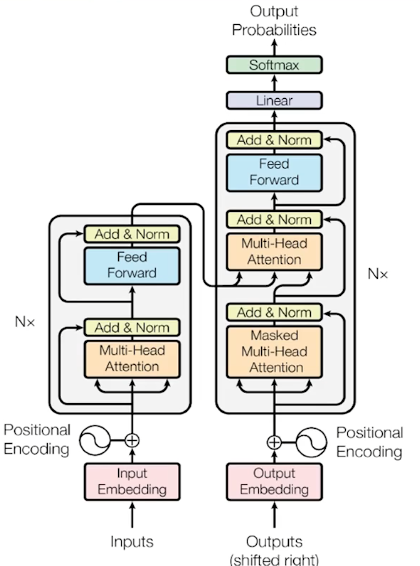 Output
Probabilities
Softmax
Linear
Add & Norm
Feed
Forward
Add & Norm
Multi-Head
Attention
Nx
Add & Norm
Masked
Multi-Head
Attention
Positional
Encoding
Output
Embedding
Outputs
(shifted right)
Add & Norm
Feed
Forward
Nx
Add & Norm
Multi-Head
Attention
Positional
Encoding
Input
Embedding
Inputs